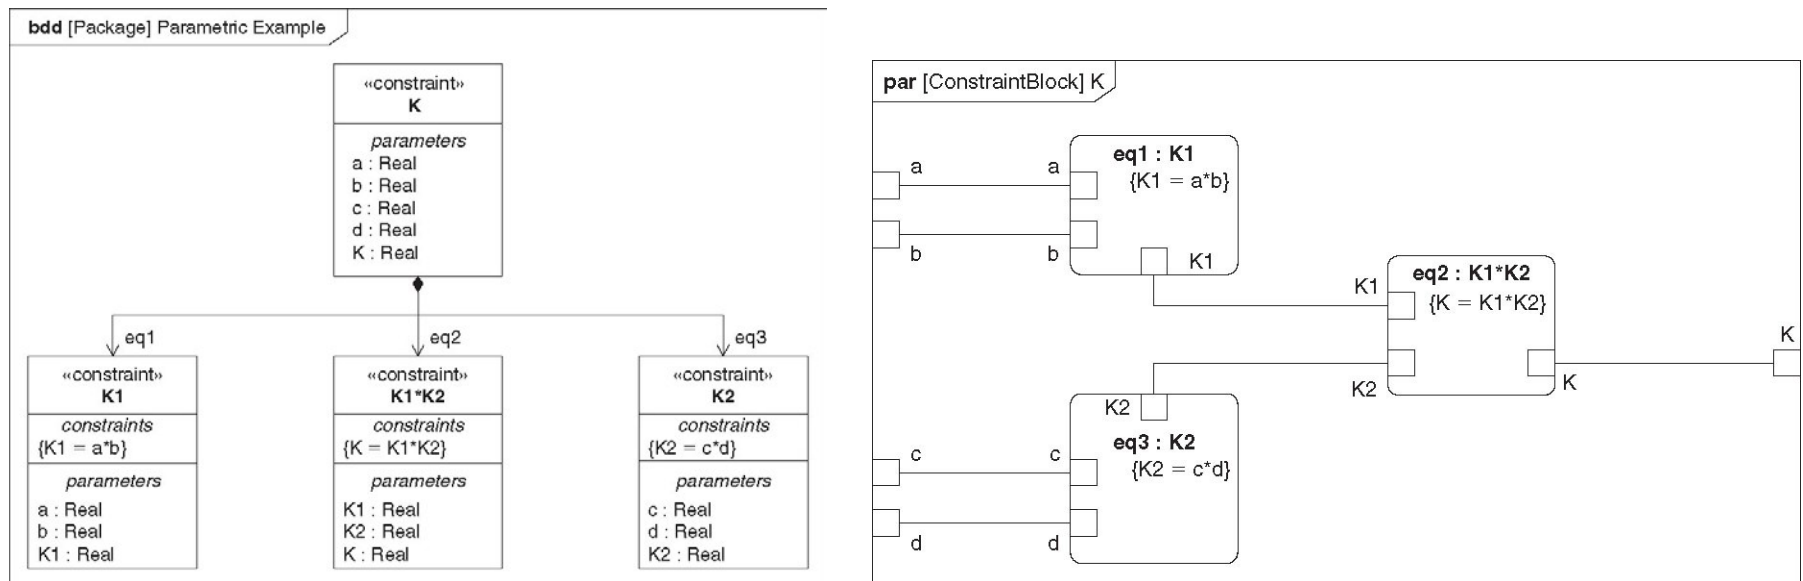 bdd [Package] Parametric Example
«constraint»
K
parameters
a : Real
b : Real
c : Real
d : Real
K : Real
eq1
eq2
eq3
«constraint»
K1
constraints
{K1 = a*b}
parameters
a : Real
b : Real
K1 : Real
«constraint»
K1*K2
constraints
{K = K1*K2}
parameters
K1 : Real
K2 : Real
K : Real
«constraint»
K2
constraints
{K2 = c*d}
parameters
c : Real
d : Real
K2 : Real
par [ConstraintBlock] K
a
a
eq1 : K1
{K1 = a*b}
b
b
K1
K1
eq2 : K1*K2
{K = K1*K2}
K
K2
K
K2
eq3 : K2
{K2 = c*d}
c
c
d
d